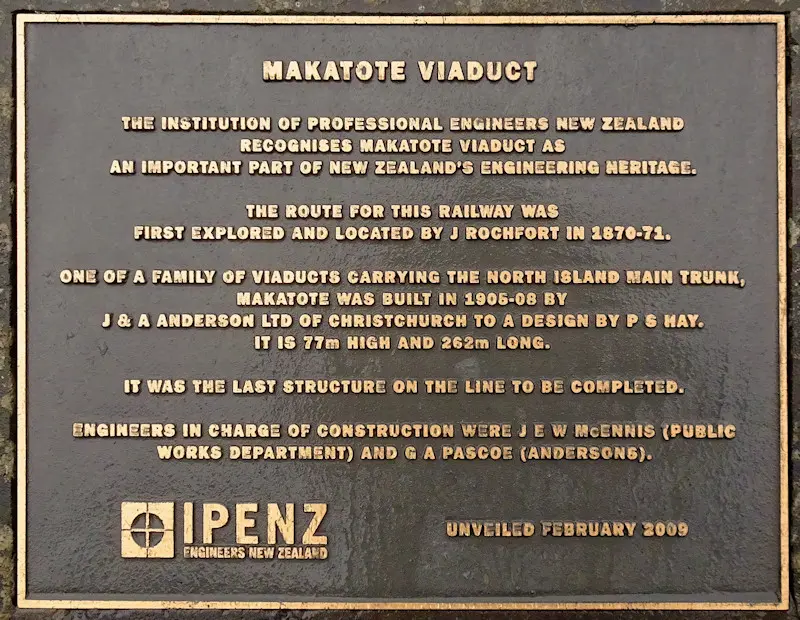 MAKATOTE VIADUCT
THE INSTITUTION OF PROFESSIONAL ENGINEERS NEW ZEALAND
RECOGNISES MAKATOTE VIADUCT AS
AN IMPORTANT PART OF NEW ZEALAND'S ENGINEERING HERITAGE.
THE ROUTE FOR THIS RAILWAY WAS
FIRST EXPLORED AND LOCATED BY J ROCHFORT IN 1870-71.
ONE OF A FAMILY OF VIADUCTS CARRYING THE NORTH ISLAND MAIN TRUNK,
MAKATOTE WAS BUILT IN 1905-08 BY
J & A ANDERSON LTD OF CHRISTCHURCH TO A DESIGN BY P S HAY.
IT IS 77m HIGH AND 262m LONG.
IT WAS THE LAST STRUCTURE ON THE LINE TO BE COMPLETED.
ENGINEERS IN CHARGE OF CONSTRUCTION WERE J E W McENNIS (PUBLIC
WORKS DEPARTMENT) AND G A PASCOE (ANDERSONS).
IPENZ
ENGINEERS NEW ZEALAND
UNVEILED FEBRUARY 2009